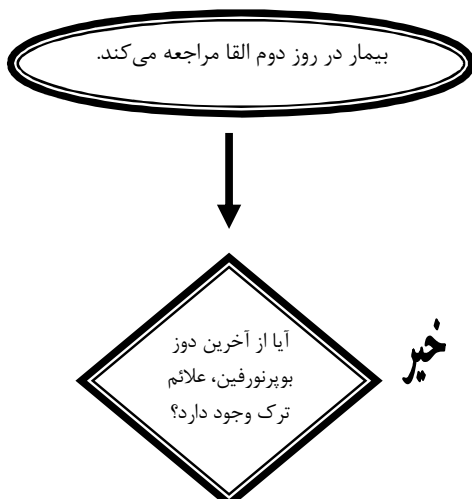 بیمار در روز دوم القا مراجعه می‌کند.
آیا از آخرین دوز
بوپرنورفین، علائم
ترک وجود دارد؟
خیر